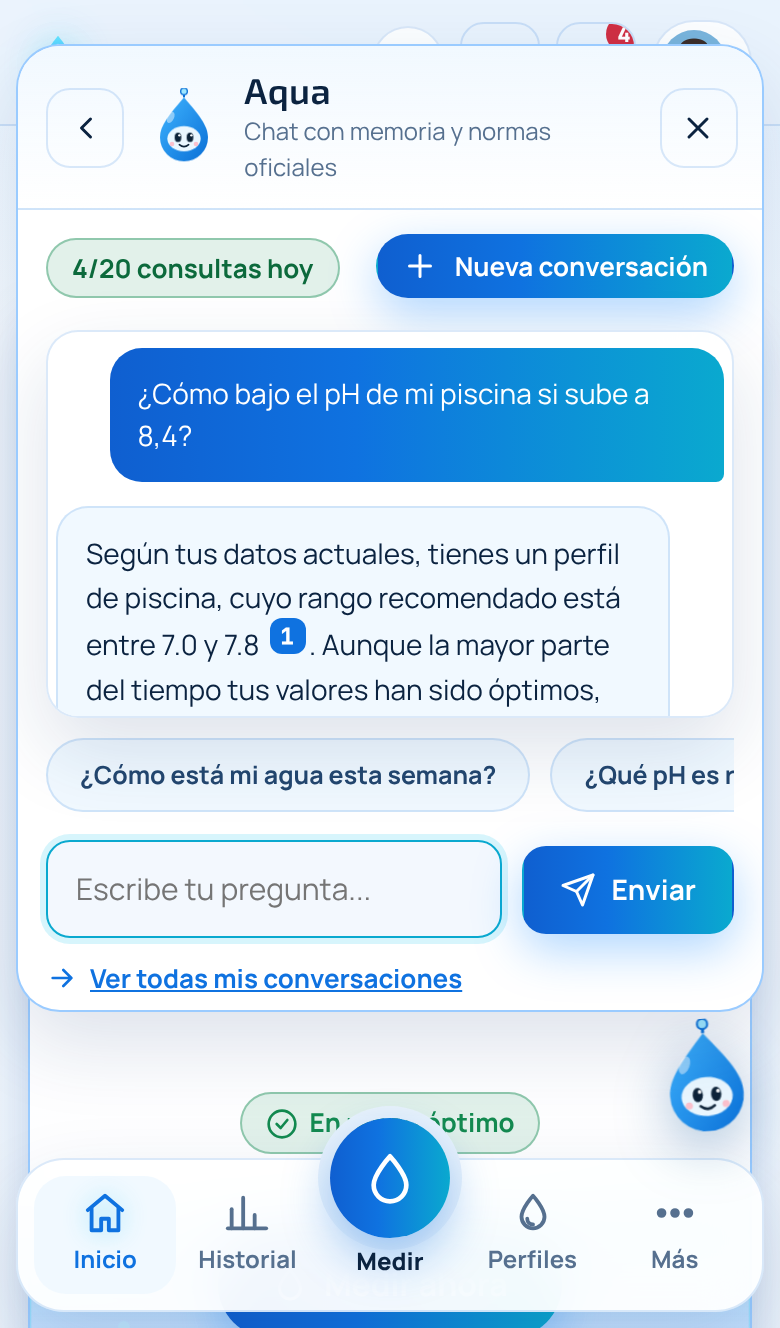 4
Aqua
Chat con memoria y normas
oficiales
4/20 consultas hoy
Nueva conversación
¿Cómo bajo el pH de mi piscina si sube a
8,4?
Según tus datos actuales, tienes un perfil
de piscina, cuyo rango recomendado está
entre 7.0 y 7.8 1 . Aunque la mayor parte
del tiempo tus valores han sido óptimos,
¿Cómo está mi agua esta semana?
¿Qué pH es
Escribe tu pregunta...
Enviar
Ver todas mis conversaciones
En
Inicio
Historial
Medir
Perfiles
Más